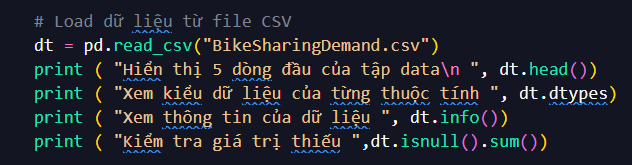 # Load dữ liệu từ file CSV
dt = pd.read_csv("BikeSharingDemand.csv")
print ( "Hiển thị 5 dòng đầu của tập data\n ", dt.head())
print ( "Xem kiểu dữ liệu của từng thuộc tính ", dt.dtypes)
print ( "Xem thông tin của dữ liệu ", dt.info())
print ( "Kiểm tra giá trị thiếu ",dt.isnull().sum())